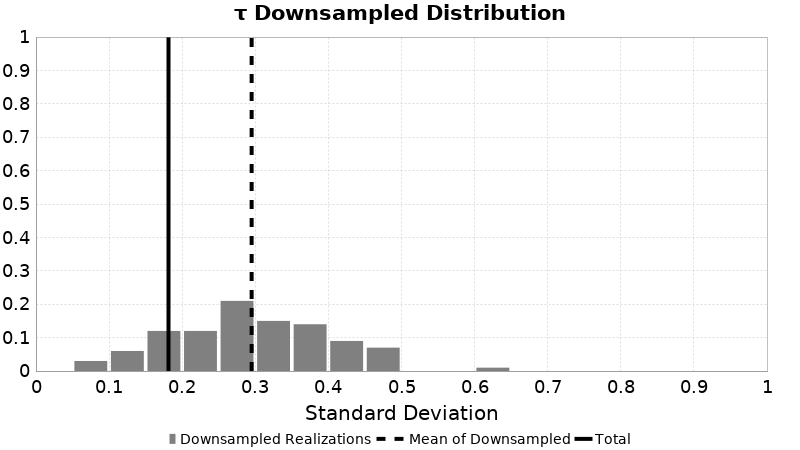 τ Downsampled Distribution
1
0.9
0.8
0.7
0.6
0.5
0.4
0.3
0.2
0.1
0
0 0.1 0.2 0.3 0.4 0.5 0.6 0.7 0.8 0.9 1
Standard Deviation
Downsampled Realizations Mean of Downsampled Total